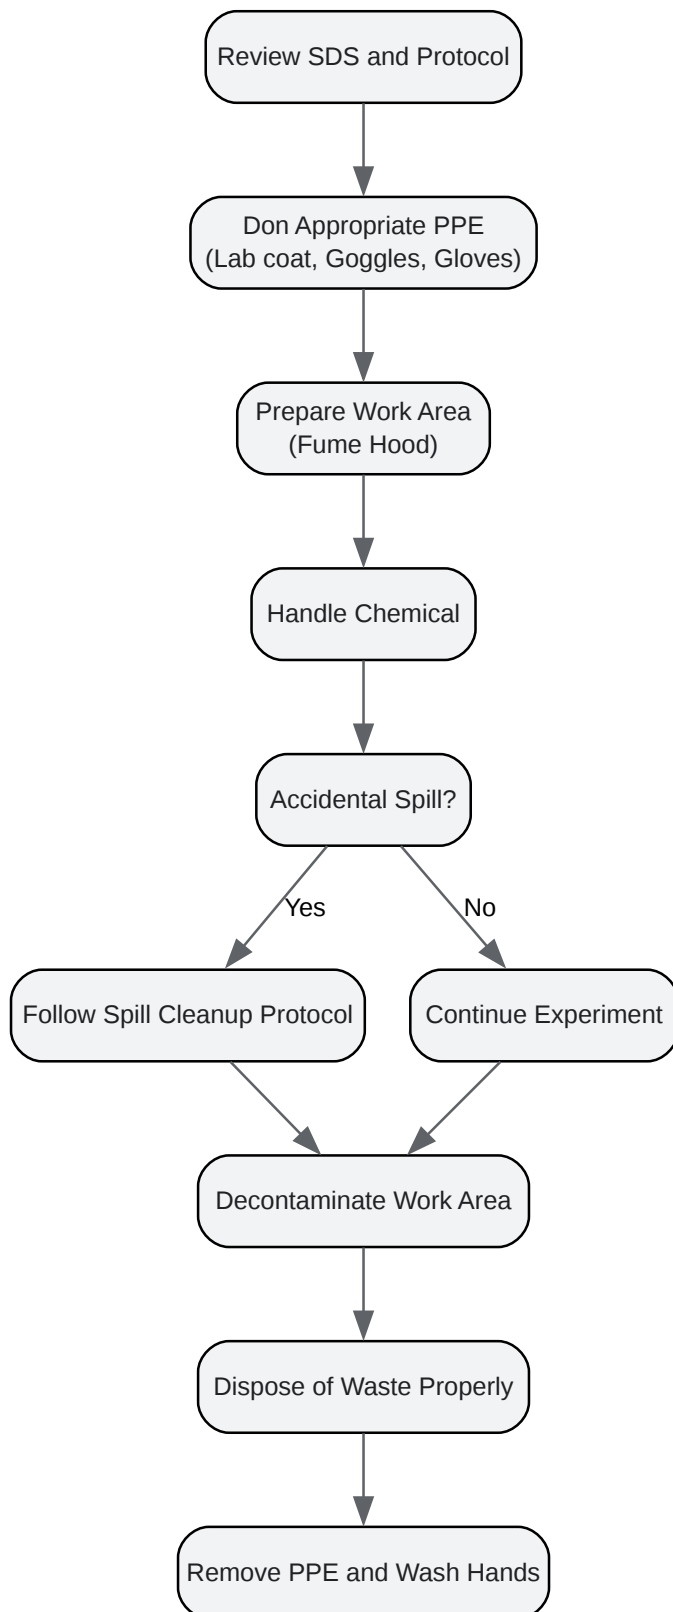 Review SDS and Protocol
Don Appropriate PPE
(Lab coat, Goggles, Gloves)
Prepare Work Area
(Fume Hood)
Handle Chemical
Accidental Spill?
Yes
No
Follow Spill Cleanup Protocol
Continue Experiment
Decontaminate Work Area
Dispose of Waste Properly
Remove PPE and Wash Hands